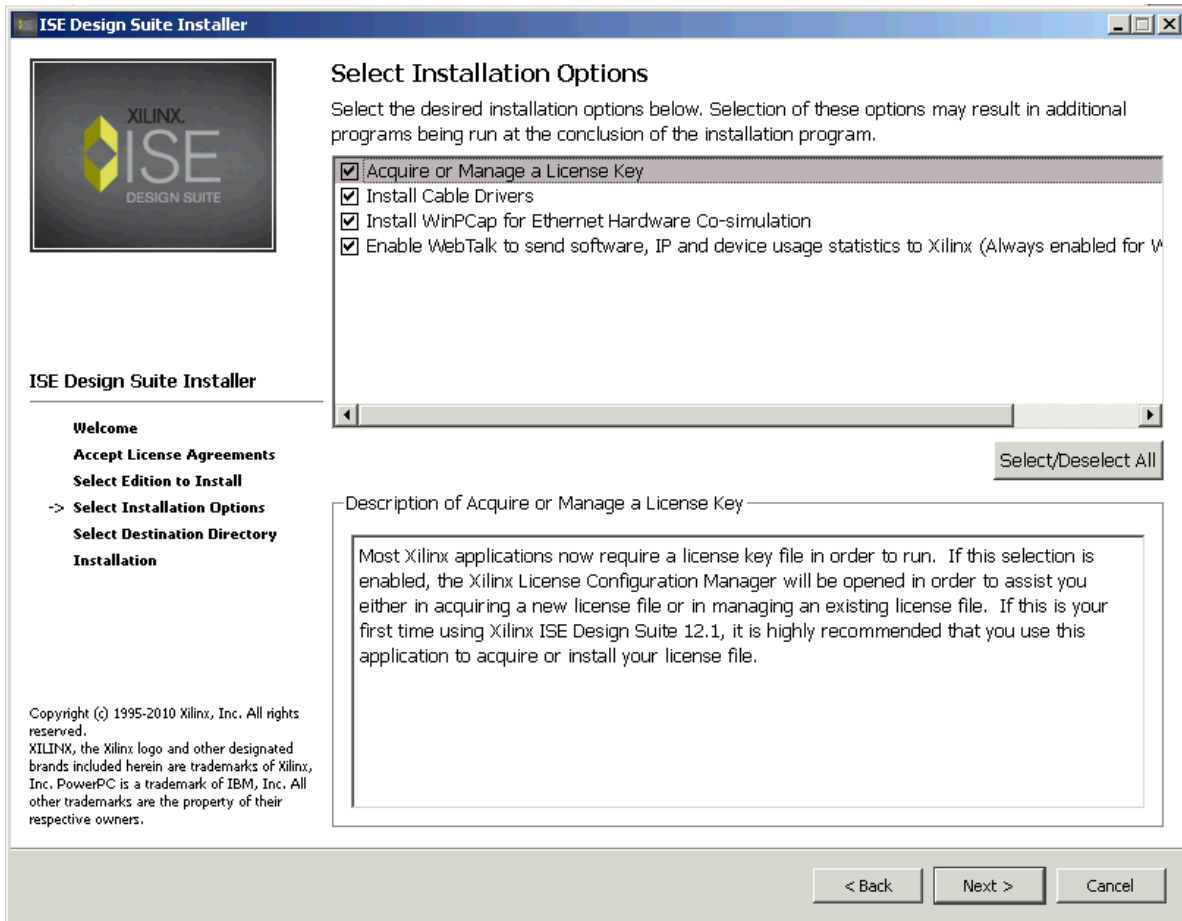 ISE Design Suite Installer
XILINX.
ISE
DESIGN SUITE
Select Installation Options
Select the desired installation options below. Selection of these options may result in additional
programs being run at the conclusion of the installation program.
Acquire or Manage a License Key
Install Cable Drivers
Install WinPCap for Ethernet Hardware Co-simulation
Enable WebTalk to send software, IP and device usage statistics to Xilinx (Always enabled for W
Select/Deselect All
ISE Design Suite Installer
Welcome
Accept License Agreements
Select Edition to Install
-> Select Installation Options
Select Destination Directory
Installation
Description of Acquire or Manage a License Key
Most Xilinx applications now require a license key file in order to run. If this selection is
enabled, the Xilinx License Configuration Manager will be opened in order to assist you
either in acquiring a new license file or in managing an existing license file. If this is your
first time using Xilinx ISE Design Suite 12.1, it is highly recommended that you use this
application to acquire or install your license file.
Copyright (c) 1995-2010 Xilinx, Inc. All rights
reserved.
XILINX, the Xilinx logo and other designated
brands included herein are trademarks of Xilinx,
Inc. PowerPC is a trademark of IBM, Inc. All
other trademarks are the property of their
respective owners.
< Back
Next >
Cancel